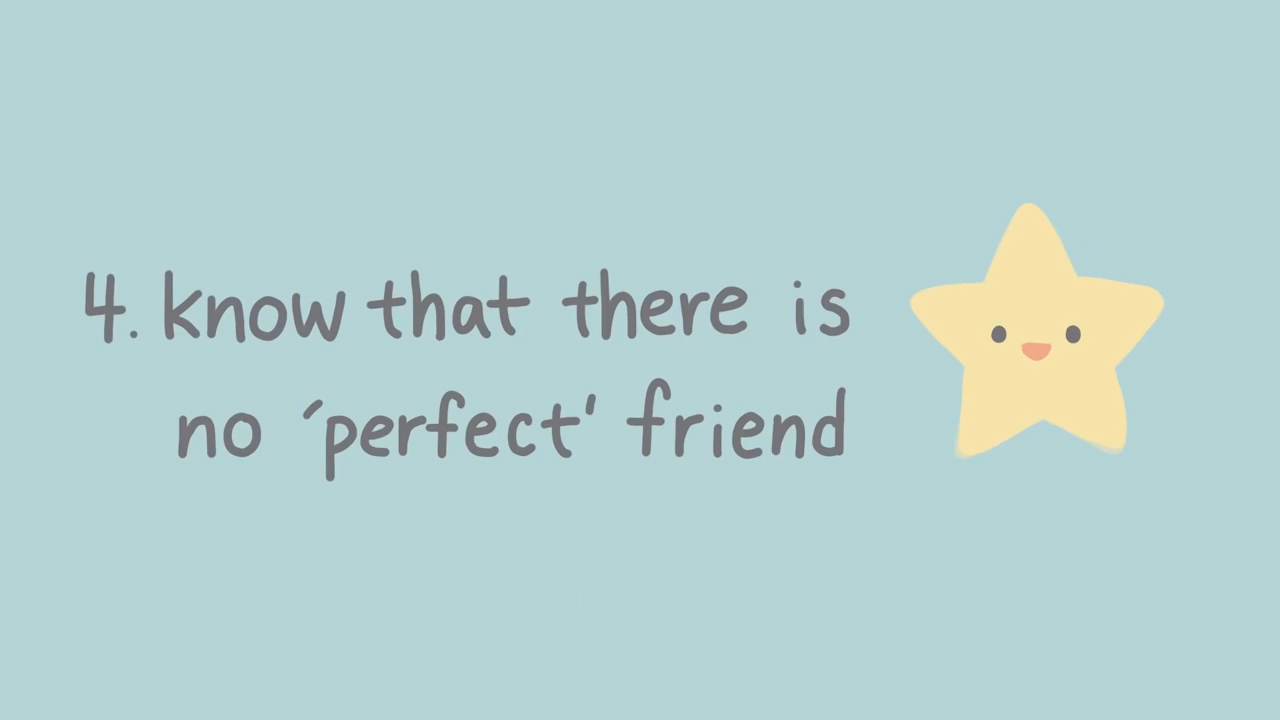 4. know that there is
no 'perfect' friend